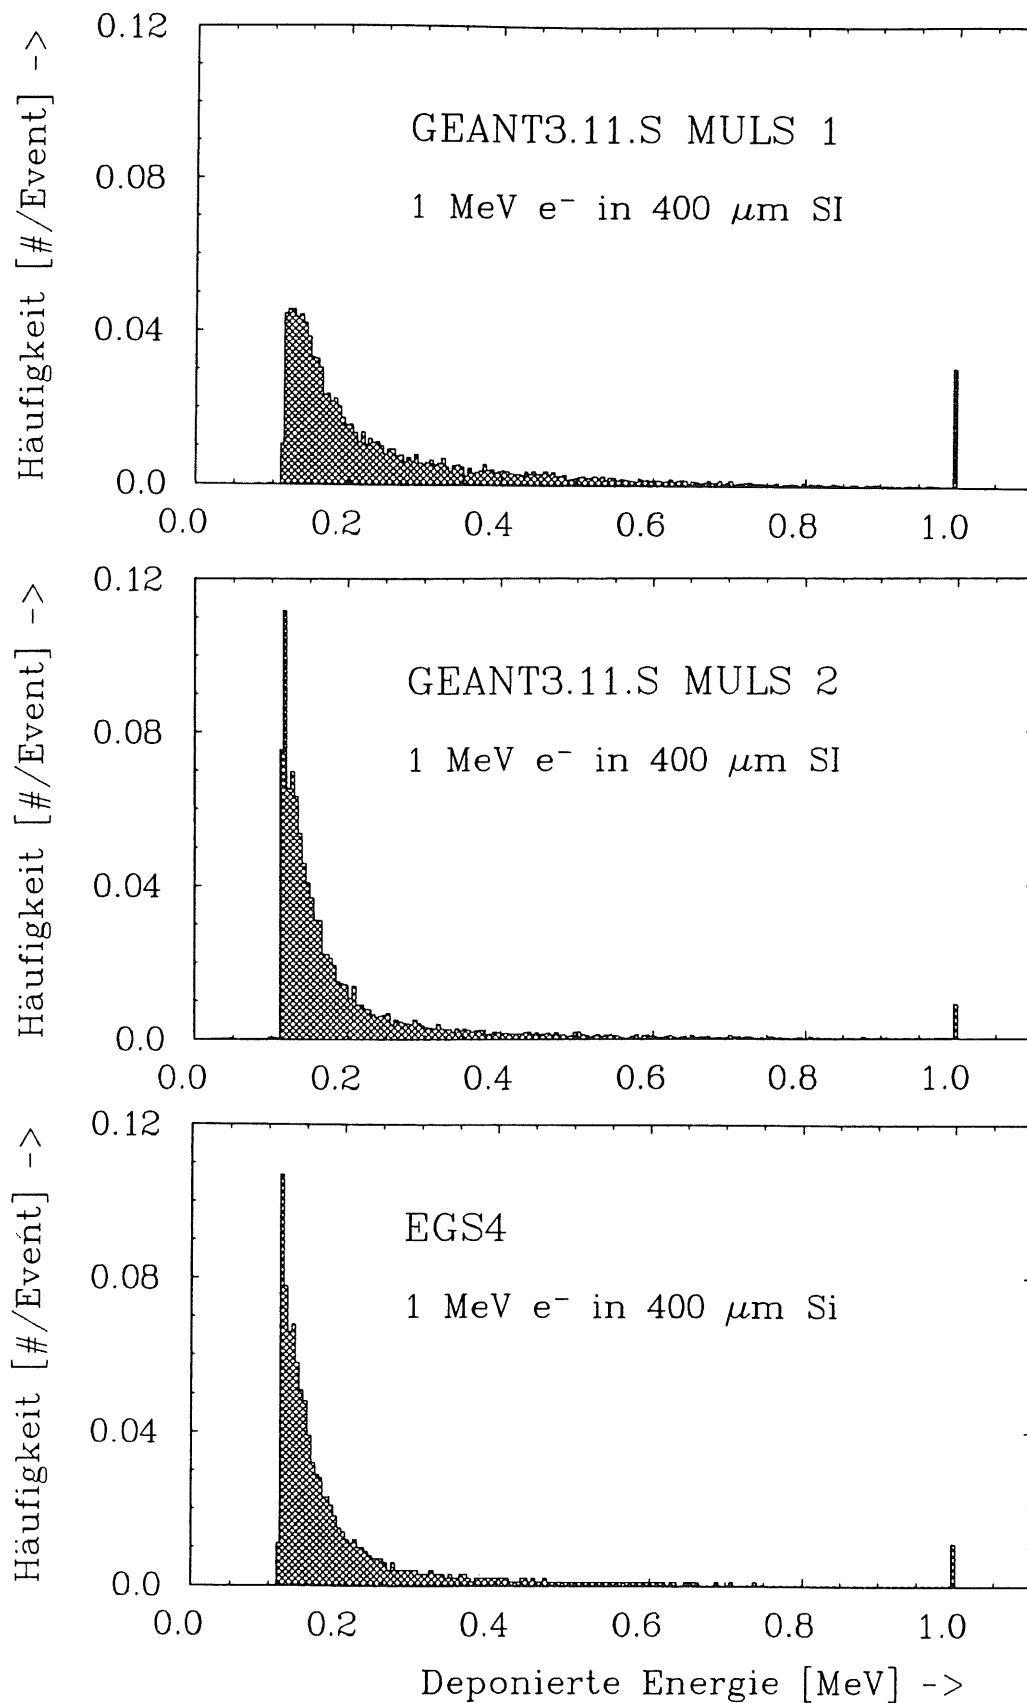 Häufigkeit [#/Event] ->
0.12
0.08
0.04
0.0
GEANT3.11.S MULS 1
1 MeV e⁻ in 400 μm SI
0.0 0.2 0.4 0.6 0.8 1.0
Häufigkeit [#/Event] ->
0.12
0.08
0.04
0.0
GEANT3.11.S MULS 2
1 MeV e⁻ in 400 μm SI
0.0 0.2 0.4 0.6 0.8 1.0
Häufigkeit [#/Event] ->
0.12
0.08
0.04
0.0
EGS4
1 MeV e⁻ in 400 μm Si
0.0 0.2 0.4 0.6 0.8 1.0
Deponierte Energie [MeV] ->